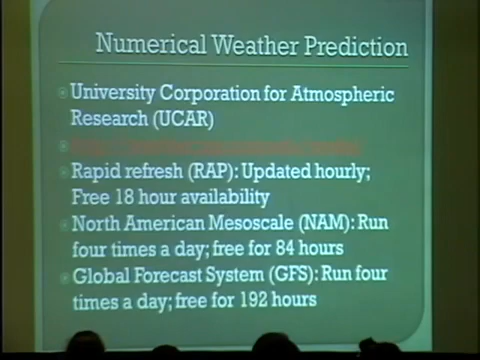 Numerical Weather Prediction
University Corporation for Atmospheric
Research (UCAR)
Rapid refresh (RAP): Updated hourly;
Free 18 hour availability
North American Mesoscale (NAM): Run
four times a day; free for 84 hours
Global Forecast System (GFS): Run four
times a day; free for 192 hours